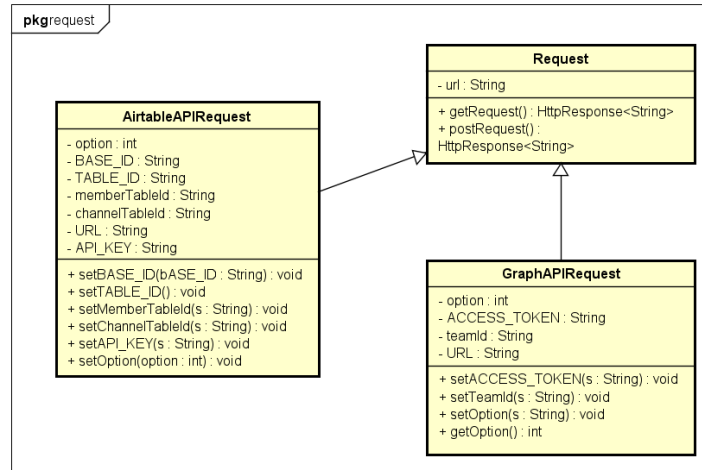 pkgrequest
Request
- url : String
+ getRequest() : HttpResponse<String>
+ postRequest() :
HttpResponse<String>
AirtableAPIRequest
- option : int
- BASE_ID : String
- TABLE_ID : String
- memberTableId : String
- channelTableId : String
- URL : String
- API_KEY : String
+ setBASE_ID(bASE_ID : String) : void
+ setTABLE_ID() : void
+ setMemberTableId(s : String) : void
+ setChannelTableId(s : String) : void
+ setAPI_KEY(s : String) : void
+ setOption(option : int) : void
GraphAPIRequest
- option : int
- ACCESS_TOKEN : String
- teamId : String
- URL : String
+ setACCESS_TOKEN(s : String) : void
+ setTeamId(s : String) : void
+ setOption(s : String) : void
+ getOption() : int